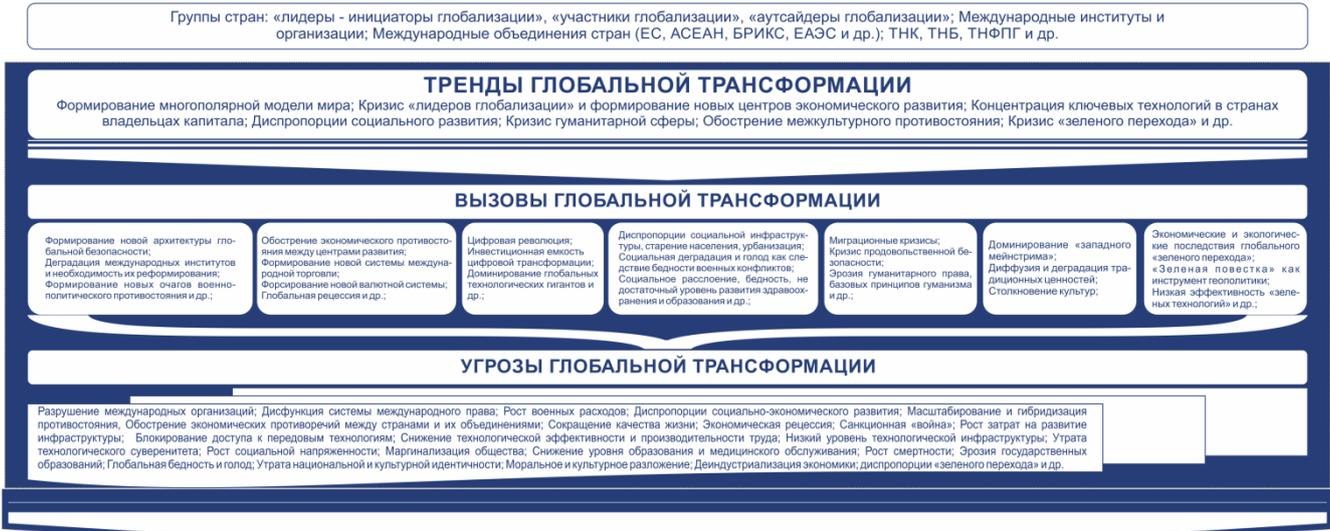 Группы стран: «лидеры - инициаторы глобализации», «участники глобализации», «аутсайдеры глобализации»; Международные институты и
организации; Международные объединения стран (ЕС, АСЕАН, БРИКС, ЕАЭС и др.); ТНК, ТНБ, ТНФПГ и др.
ТРЕНДЫ ГЛОБАЛЬНОЙ ТРАНСФОРМАЦИИ
Формирование многополярной модели мира; Кризис «лидеров глобализации» и формирование новых центров экономического развития; Концентрация ключевых технологий в странах
владельцах капитала; Диспропорции социального развития; Кризис гуманитарной сферы; Обострение межкультурного противостояния; Кризис «зеленого перехода» и др.
ВЫЗОВЫ ГЛОБАЛЬНОЙ ТРАНСФОРМАЦИИ
Формирование новой архитектуры гло-
бальной безопасности;
Деградация международных институтов
и необходимость их реформирования;
Формирование новых очагов военно-
политического противостояния и др.;
Обострение экономического противосто-
яния между центрами развития;
Формирование новой системы междуна-
родной торговли;
Форсирование новой валютной системы;
Глобальная рецессия и др.;
Цифровая революция;
Инвестиционная емкость
цифровой трансформации;
Доминирование глобальных
технологических гигантов и
др.;
Диспропорции социальной инфраструк-
туры, старение населения, урбанизация;
Социальная деградация и голод как сле-
дствие бедности военных конфликтов;
Социальное расслоение, бедность, не
достаточный уровень развития здравоох-
ранения и образования и др.;
Миграционные кризисы;
Кризис продовольственной бе-
зопасности;
Эрозия гуманитарного права,
базовых принципов гуманизма
и др.;
Доминирование «западного
мейнстрима»;
Диффузия и деградация тра-
диционных ценностей;
Столкновение культур;
Экономические и экологичес-
кие последствия глобального
«зеленого перехода»;
«Зеленая повестка» как
инструмент геополитики;
Низкая эффективность «зеле-
ных технологий» и др.;
УГРОЗЫ ГЛОБАЛЬНОЙ ТРАНСФОРМАЦИИ
Разрушение международных организаций; Дисфункция системы международного права; Рост военных расходов; Диспропорции социально-экономического развития; Масштабирование и гибридизация
противостояния, Обострение экономических противоречий между странами и их объединениями; Сокращение качества жизни; Экономическая рецессия; Санкционная «война»; Рост затрат на развитие
инфраструктуры; Блокирование доступа к передовым технологиям; Снижение технологической эффективности и производительности труда; Низкий уровень технологической инфраструктуры; Утрата
технологического суверенитета; Рост социальной напряженности; Маргинализация общества; Снижение уровня образования и медицинского обслуживания; Рост смертности; Эрозия государственных
образований; Глобальная бедность и голод; Утрата национальной и культурной идентичности; Моральное и культурное разложение; Деиндустриализация экономики; диспропорции «зеленого перехода» и др.